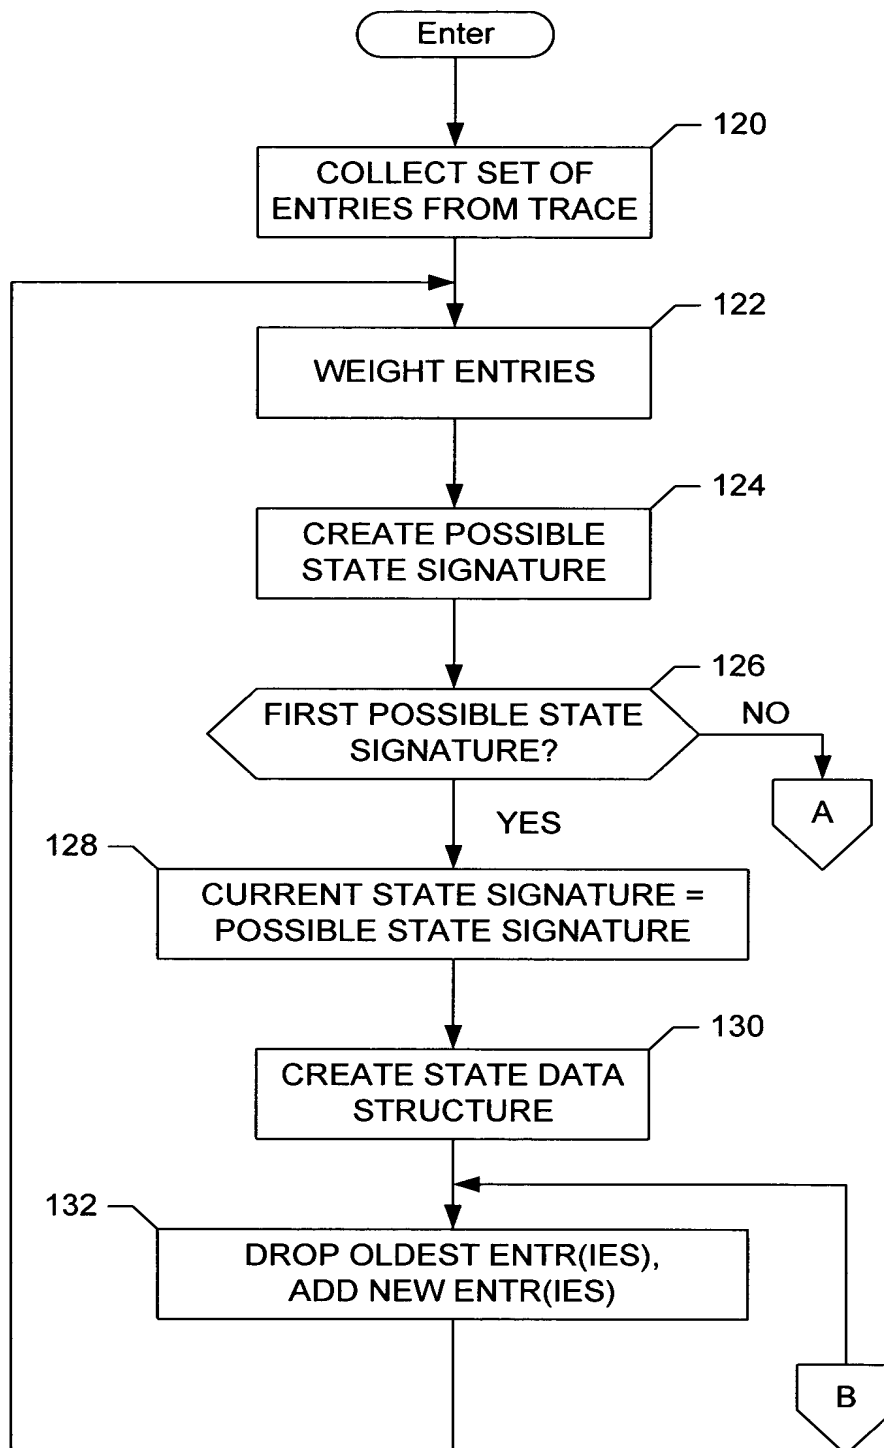 Enter
120
COLLECT SET OF
ENTRIES FROM TRACE
122
WEIGHT ENTRIES
124
CREATE POSSIBLE
STATE SIGNATURE
126
FIRST POSSIBLE STATE
SIGNATURE?
NO
A
YES
128
CURRENT STATE SIGNATURE =
POSSIBLE STATE SIGNATURE
130
CREATE STATE DATA
STRUCTURE
132
DROP OLDEST ENTR(IES),
ADD NEW ENTR(IES)
B